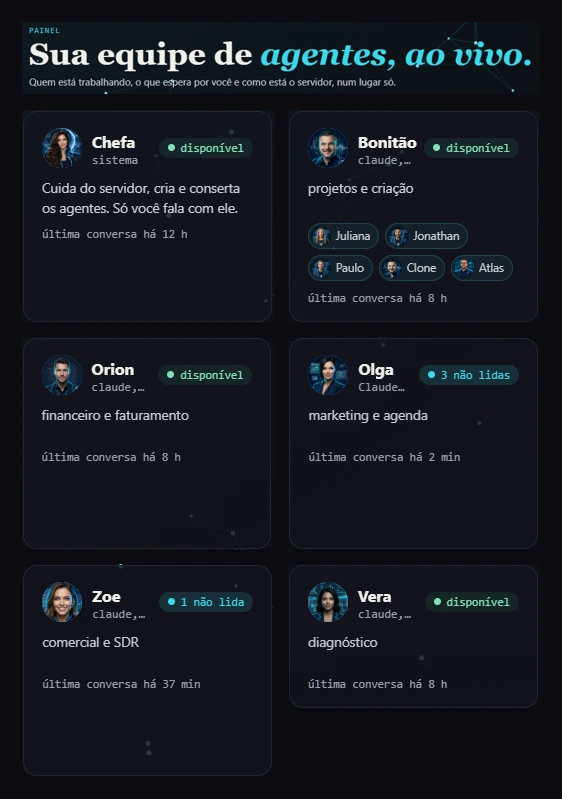 PAINEL
Sua equipe de agentes, ao vivo.
Quem está trabalhando, o que espera por você e como está o servidor, num lugar só.
Chefa
disponível
sistema
Cuida do servidor, cria e conserta
os agentes. Só você fala com ele.
última conversa há 12 h
Bonitão
disponível
claude,…
projetos e criação
Juliana
Jonathan
Paulo
Clone
Atlas
última conversa há 8 h
Orion
disponível
claude,…
financeiro e faturamento
última conversa há 8 h
Olga
3 não lidas
Claude…
marketing e agenda
última conversa há 2 min
Zoe
1 não lida
claude,…
comercial e SDR
última conversa há 37 min
Vera
disponível
claude,…
diagnóstico
última conversa há 8 h